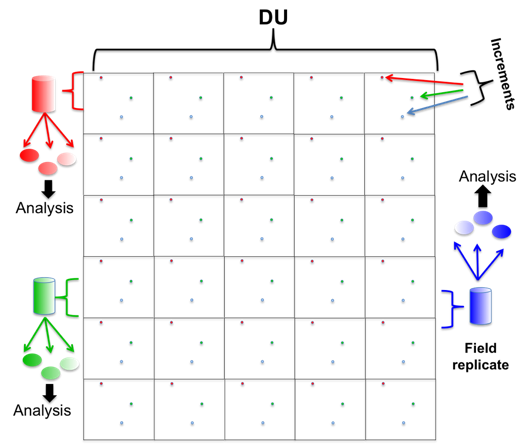 DU
Increments
Analysis
Analysis
Analysis
Field
replicate